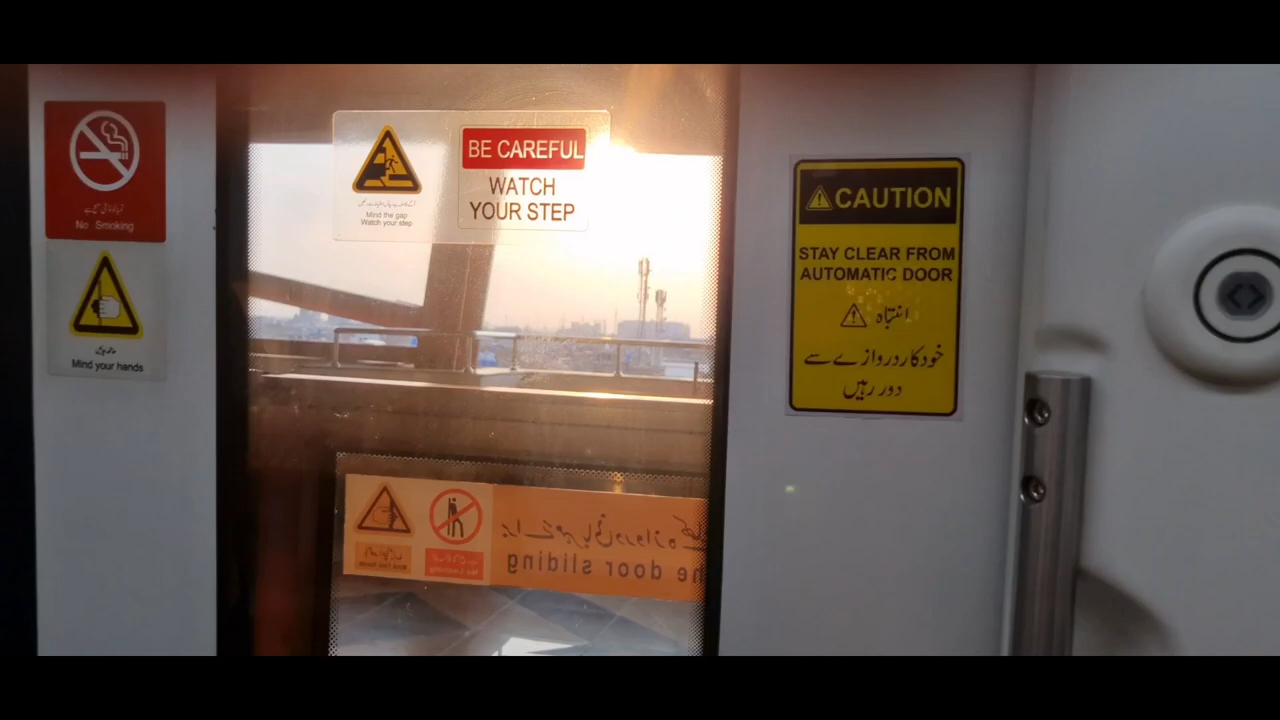 No Smoking
Mind your hands
Mind the gap
Watch your step
BE CAREFUL
WATCH
YOUR STEP
CAUTION
STAY CLEAR FROM
AUTOMATIC DOOR
انتباہ
خودکار دروازے سے
دور رہیں
he door sliding